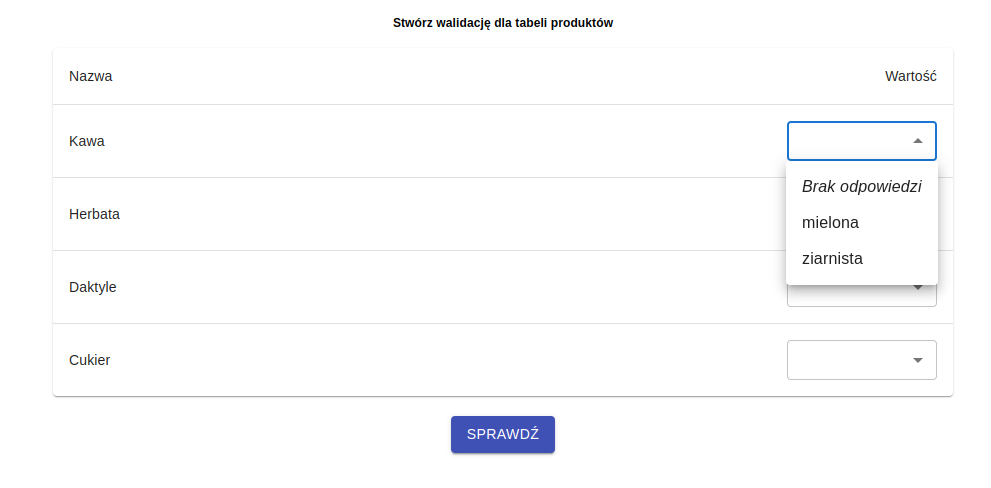 Stwórz walidację dla tabeli produktów
Nazwa Wartość
Kawa
Brak odpowiedzi
mielona
Herbata
ziarnista
Daktyle
Cukier
SPRAWDŹ